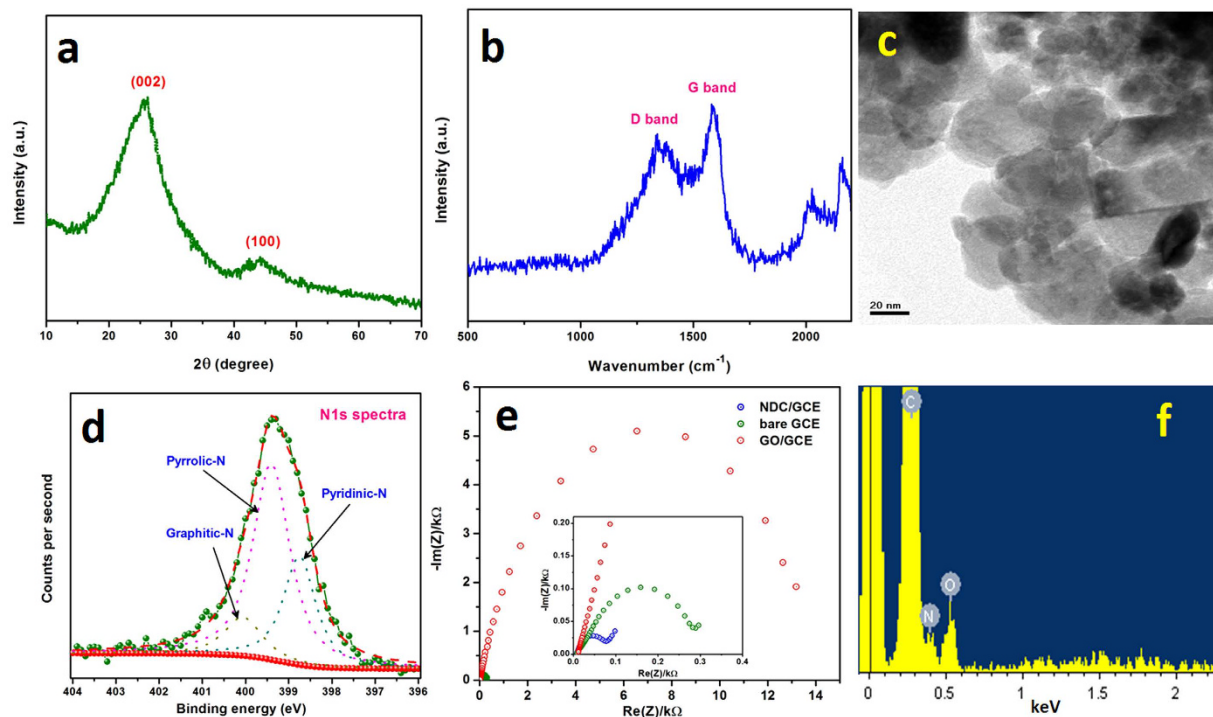 a
(002)
(100)
Intensity (a.u.)
10 20 30 40 50 60 70
2θ (degree)
b
D band
G band
Intensity (a.u.)
500 1000 1500 2000
Wavenumber (cm⁻¹)
c
20 nm
d
N1s spectra
Pyrrolic-N
Pyridinic-N
Graphitic-N
Counts per second
404 403 402 401 400 399 398 397 396
Binding energy (eV)
e
NDC/GCE
bare GCE
GO/GCE
-Im(Z)/kΩ
6
5
4
3
2
1
0
0 2 4 6 8 10 12 14
Re(Z)/kΩ
-Im(Z)/kΩ
0.20
0.15
0.10
0.05
0.00
0.0 0.1 0.2 0.3 0.4
Re(Z)/kΩ
f
C
N
O
0 0.5 1 1.5 2
keV